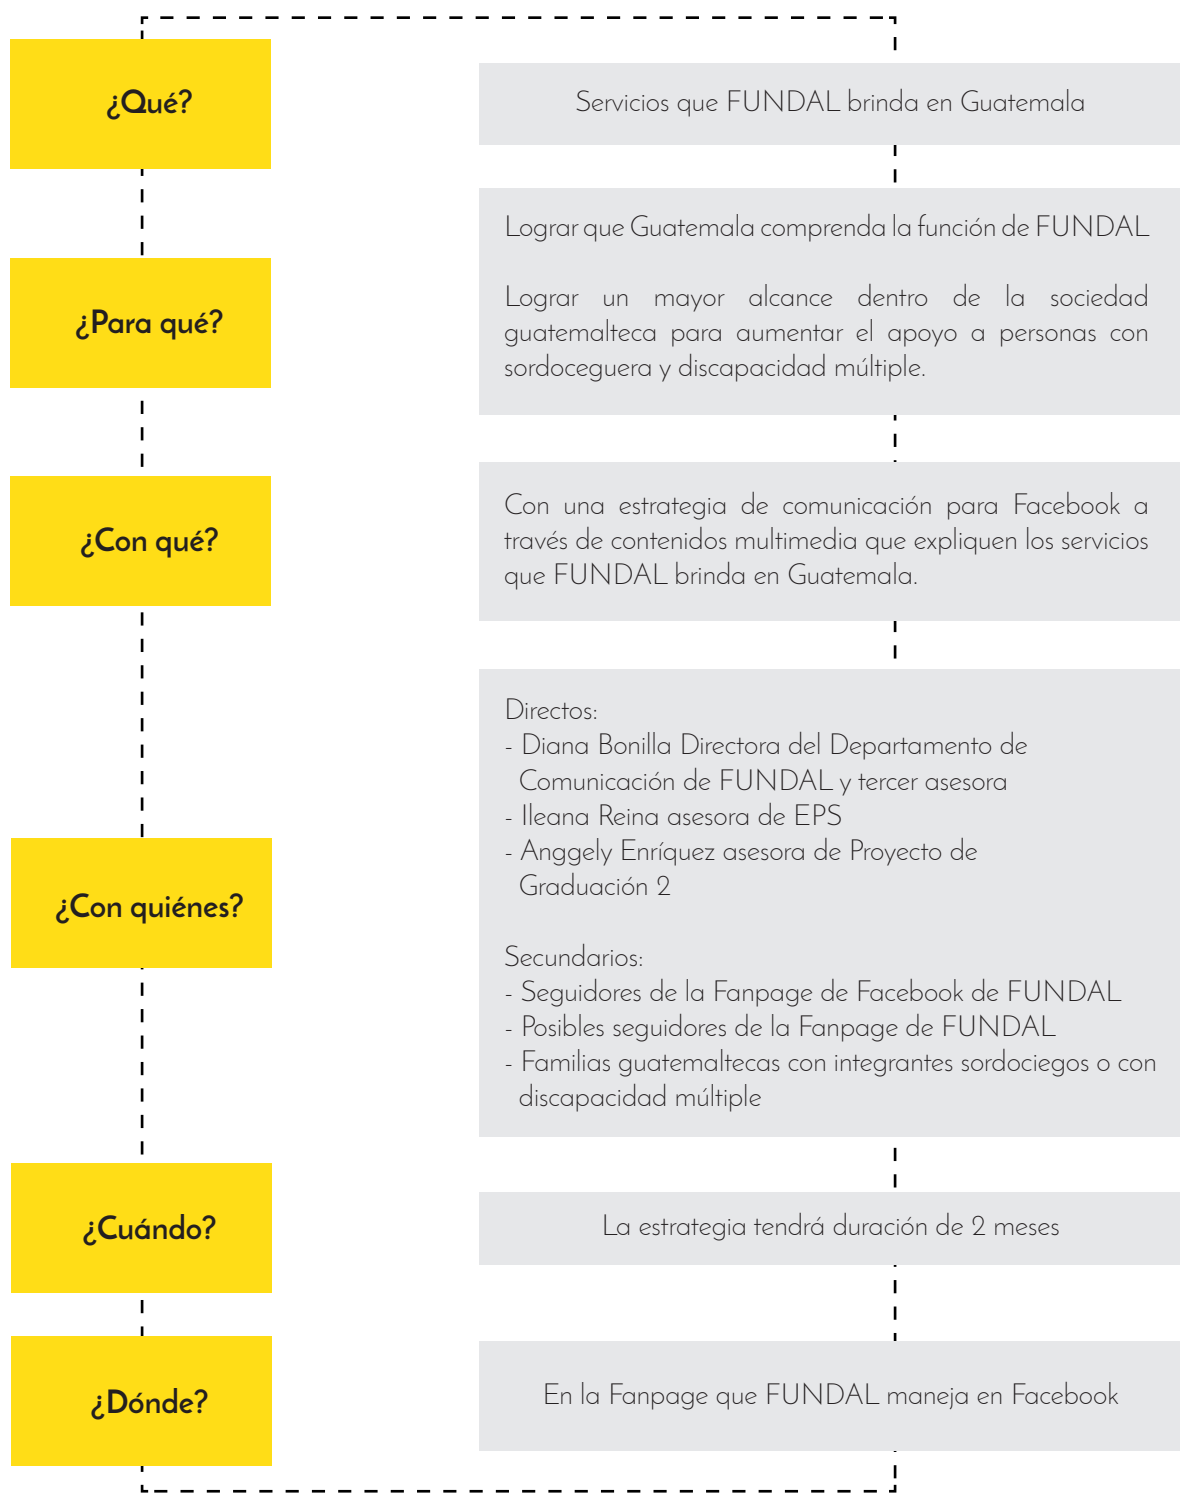 ¿Qué?
Servicios que FUNDAL brinda en Guatemala
¿Para qué?
Lograr que Guatemala comprenda la función de FUNDAL
Lograr un mayor alcance dentro de la sociedad
guatemalteca para aumentar el apoyo a personas con
sordoceguera y discapacidad múltiple.
¿Con qué?
Con una estrategia de comunicación para Facebook a
través de contenidos multimedia que expliquen los servicios
que FUNDAL brinda en Guatemala.
¿Con quiénes?
Directos:
- Diana Bonilla Directora del Departamento de
Comunicación de FUNDAL y tercer asesora
- Ileana Reina asesora de EPS
- Anggely Enríquez asesora de Proyecto de
Graduación 2
Secundarios:
- Seguidores de la Fanpage de Facebook de FUNDAL
- Posibles seguidores de la Fanpage de FUNDAL
- Familias guatemaltecas con integrantes sordociegos o con
discapacidad múltiple
¿Cuándo?
La estrategia tendrá duración de 2 meses
¿Dónde?
En la Fanpage que FUNDAL maneja en Facebook